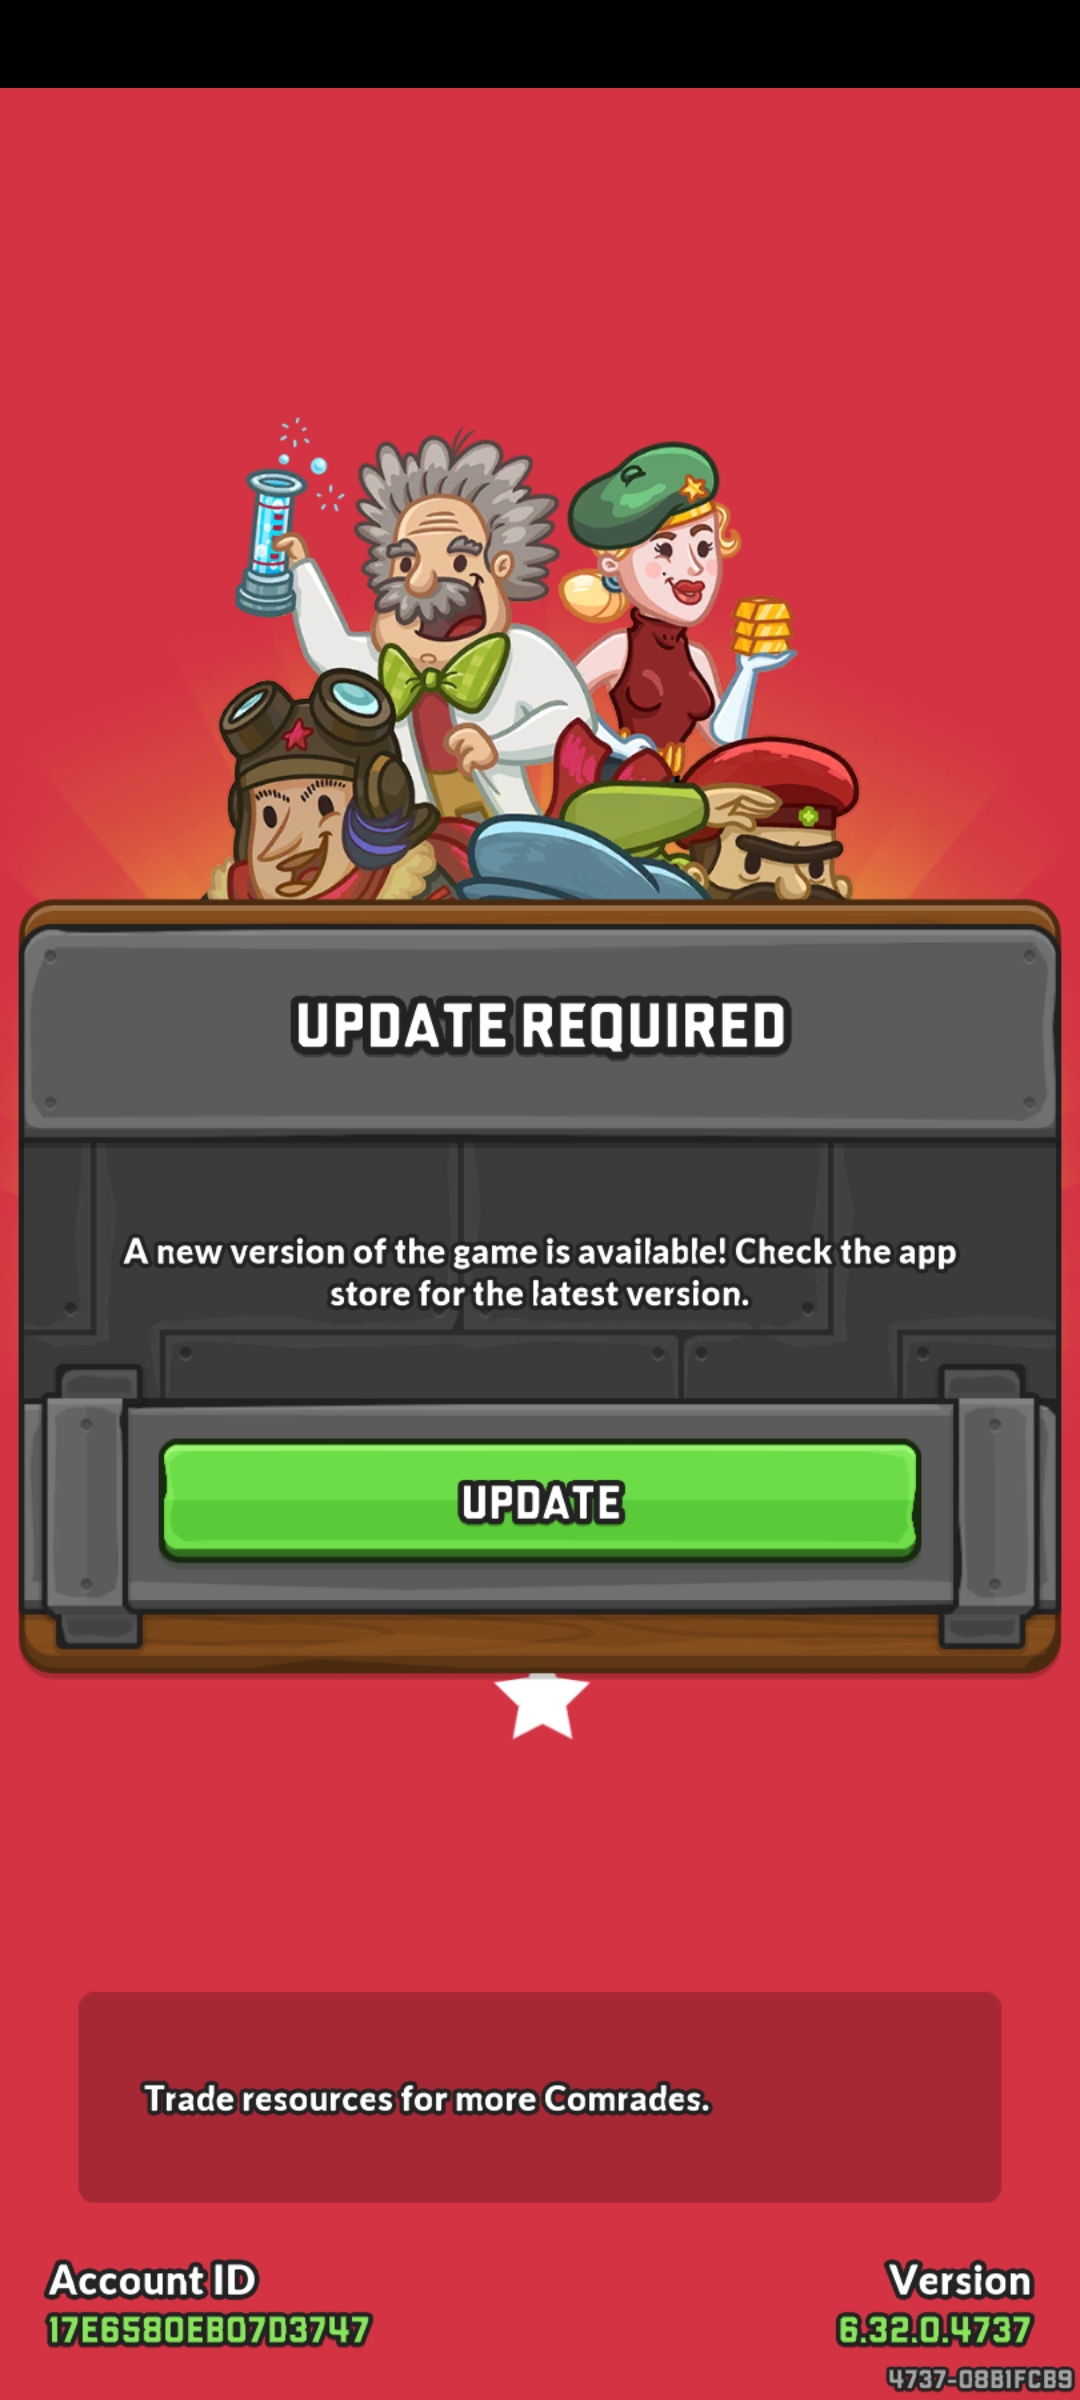 UPDATE REQUIRED
A new version of the game is available! Check the app
store for the latest version.
UPDATE
Trade resources for more Comrades.
Account ID
17E6580EB07D3747
Version
6.32.0.4737
4737-08B1FCB9